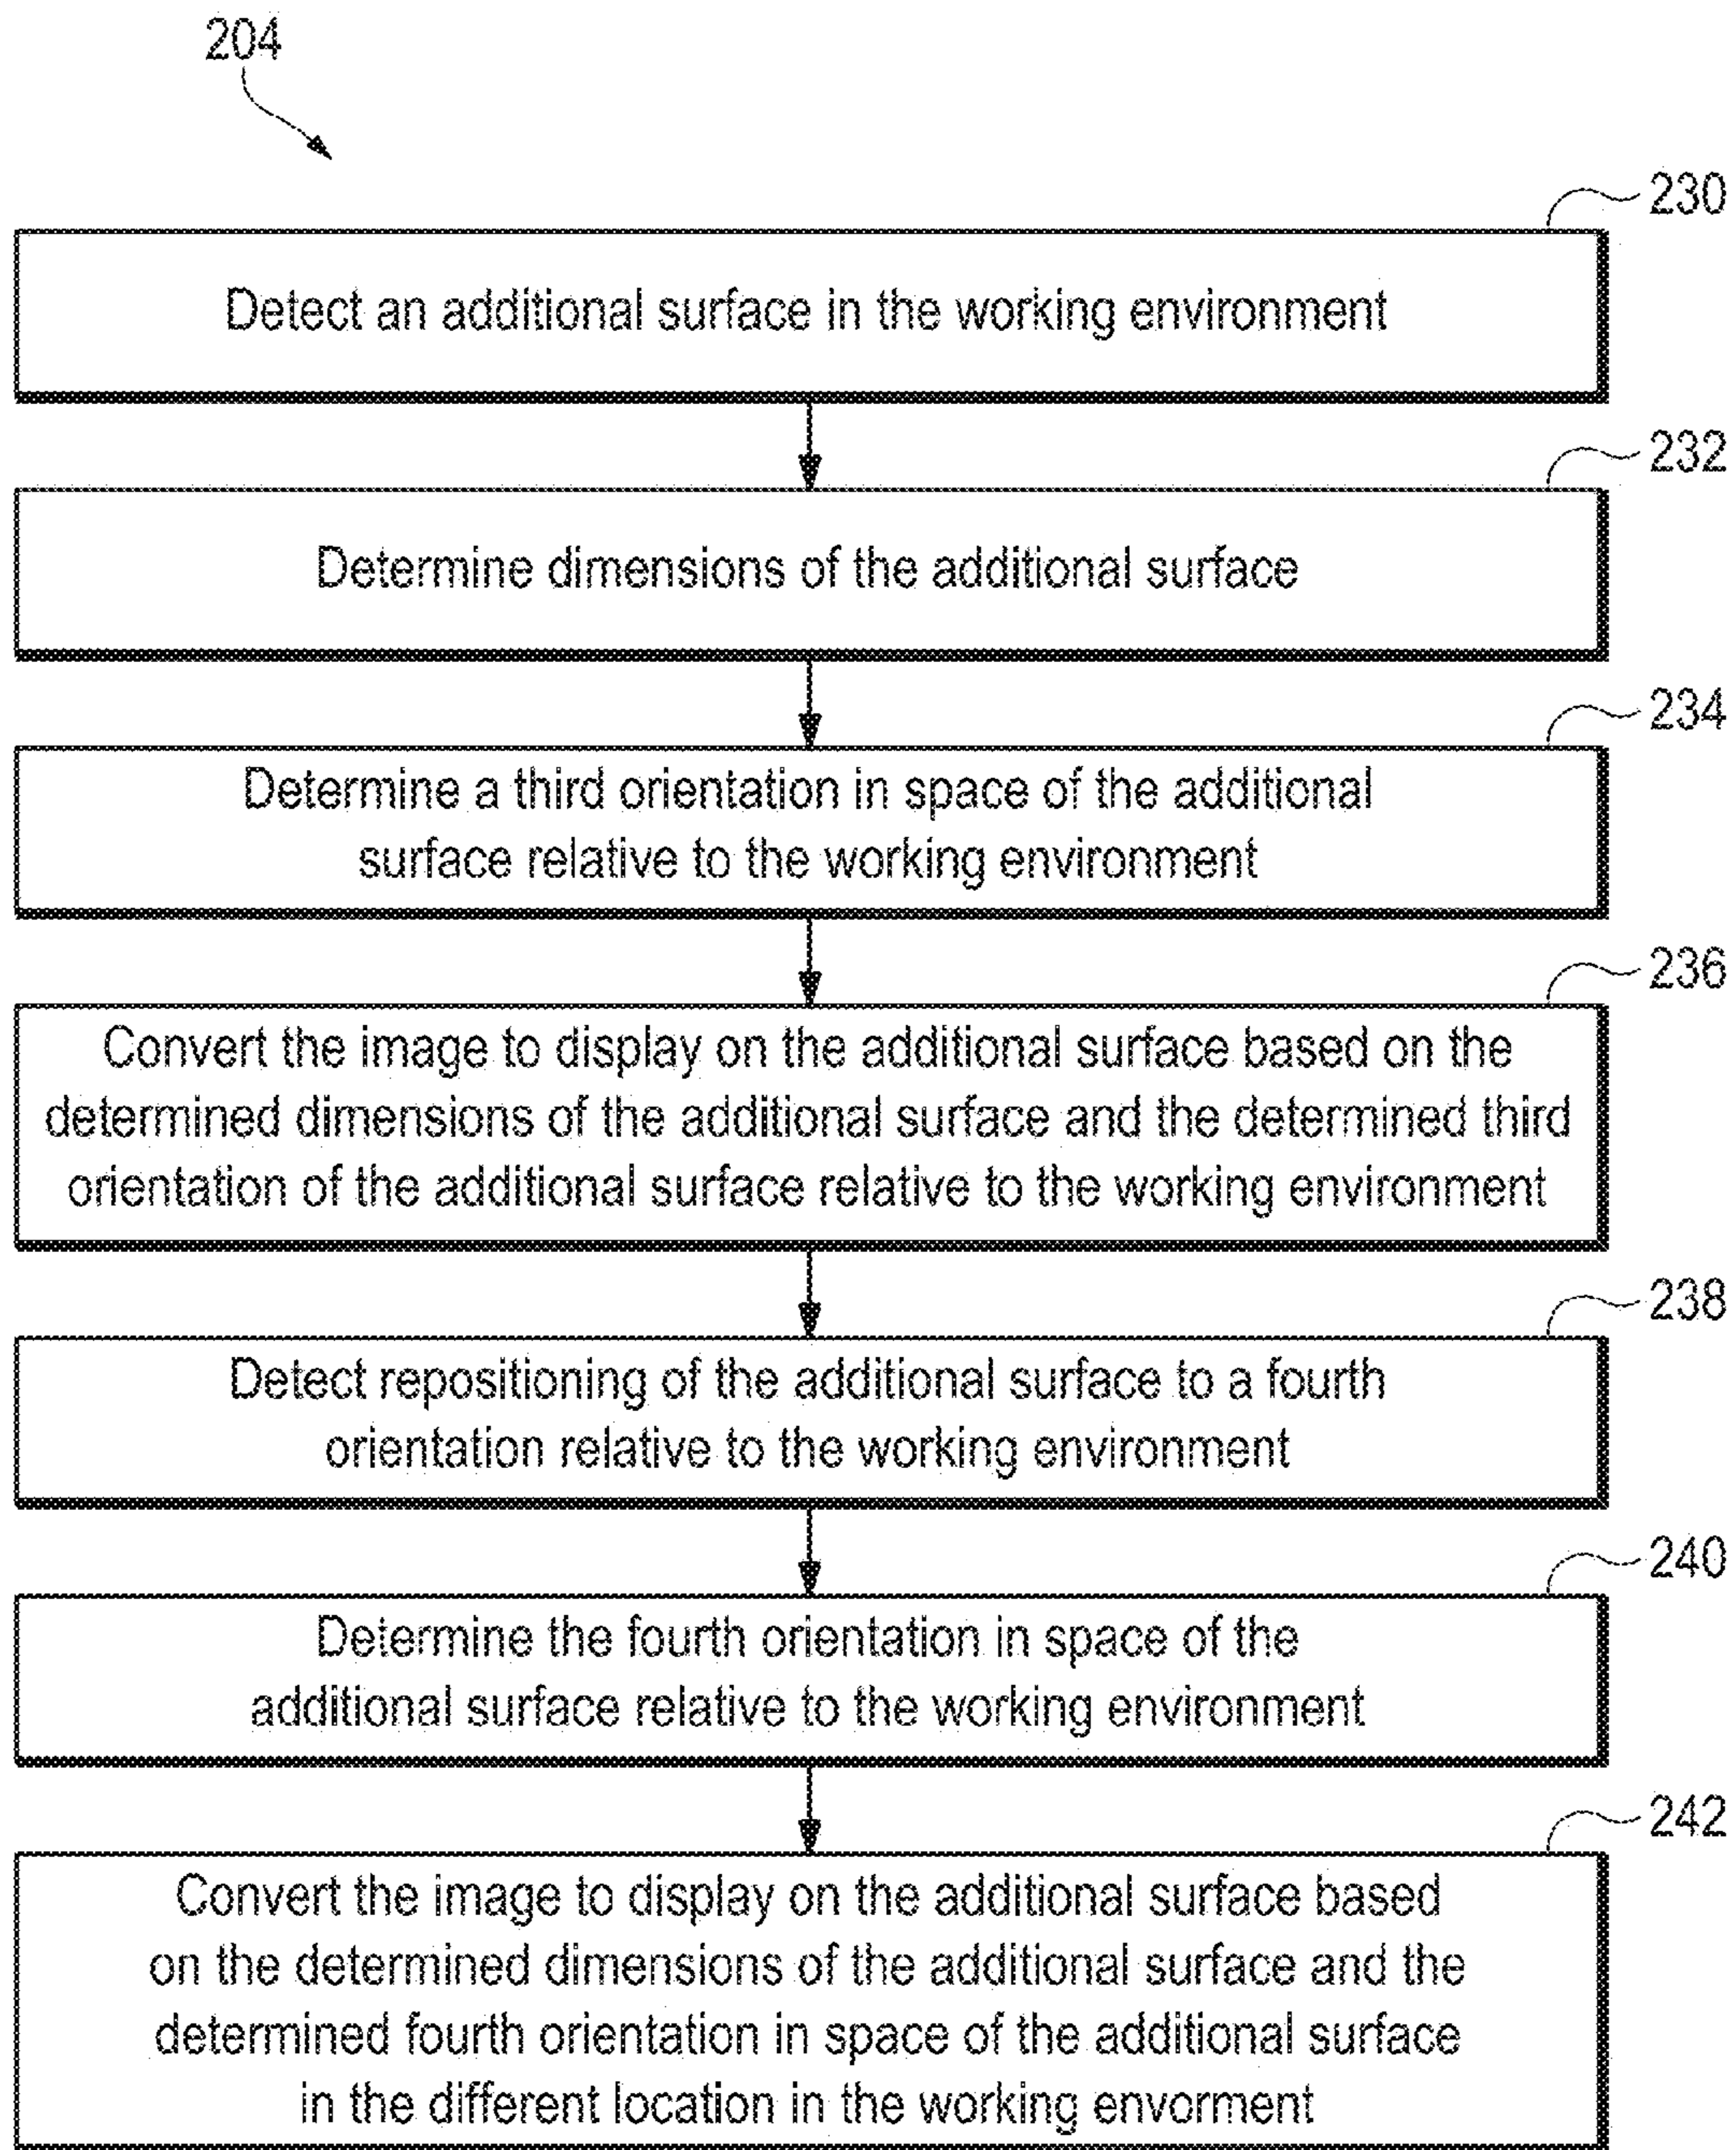 204
230
Detect an additional surface in the working environment
232
Determine dimensions of the additional surface
234
Determine a third orientation in space of the additional
surface relative to the working environment
236
Convert the image to display on the additional surface based on the
determined dimensions of the additional surface and the determined third
orientation of the additional surface relative to the working environment
238
Detect repositioning of the additional surface to a fourth
orientation relative to the working environment
240
Determine the fourth orientation in space of the
additional surface relative to the working environment
242
Convert the image to display on the additional surface based
on the determined dimensions of the additional surface and the
determined fourth orientation in space of the additional surface
in the different location in the working envorment